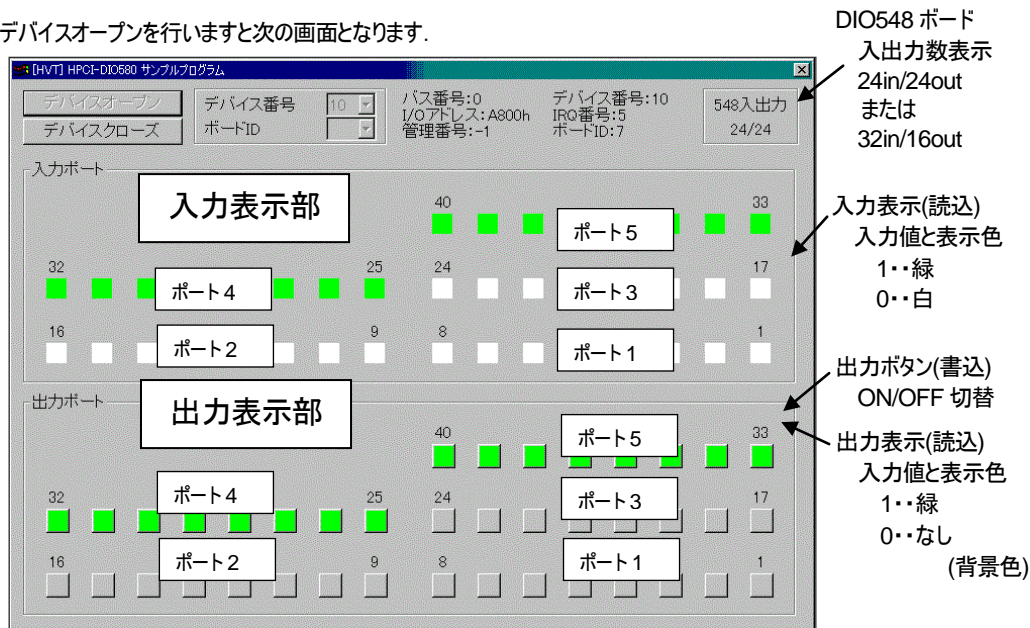 デバイスオープンを行いますと次の画面となります.
DIO548 ボード
入出力数表示
24in/24out
または
32in/16out
[HVT] HPCI-DIO580 サンプルプログラム
デバイスオープン
デバイスクローズ
デバイス番号 10
ボードID
バス番号:0
I/Oアドレス:A800h
管理番号:-1
デバイス番号:10
IRQ番号:5
ボードID:7
548入出力
24/24
入力ポート
入力表示部
40 33
ポート5
32 25 24 17
ポート4 ポート3
16 9 8 1
ポート2 ポート1
入力表示(読込)
入力値と表示色
1・・緑
0・・白
出力ポート
出力表示部
40 33
ポート5
32 25 24 17
ポート4 ポート3
16 9 8 1
ポート2 ポート1
出力ボタン(書込)
ON/OFF 切替
出力表示(読込)
入力値と表示色
1・・緑
0・・なし
(背景色)